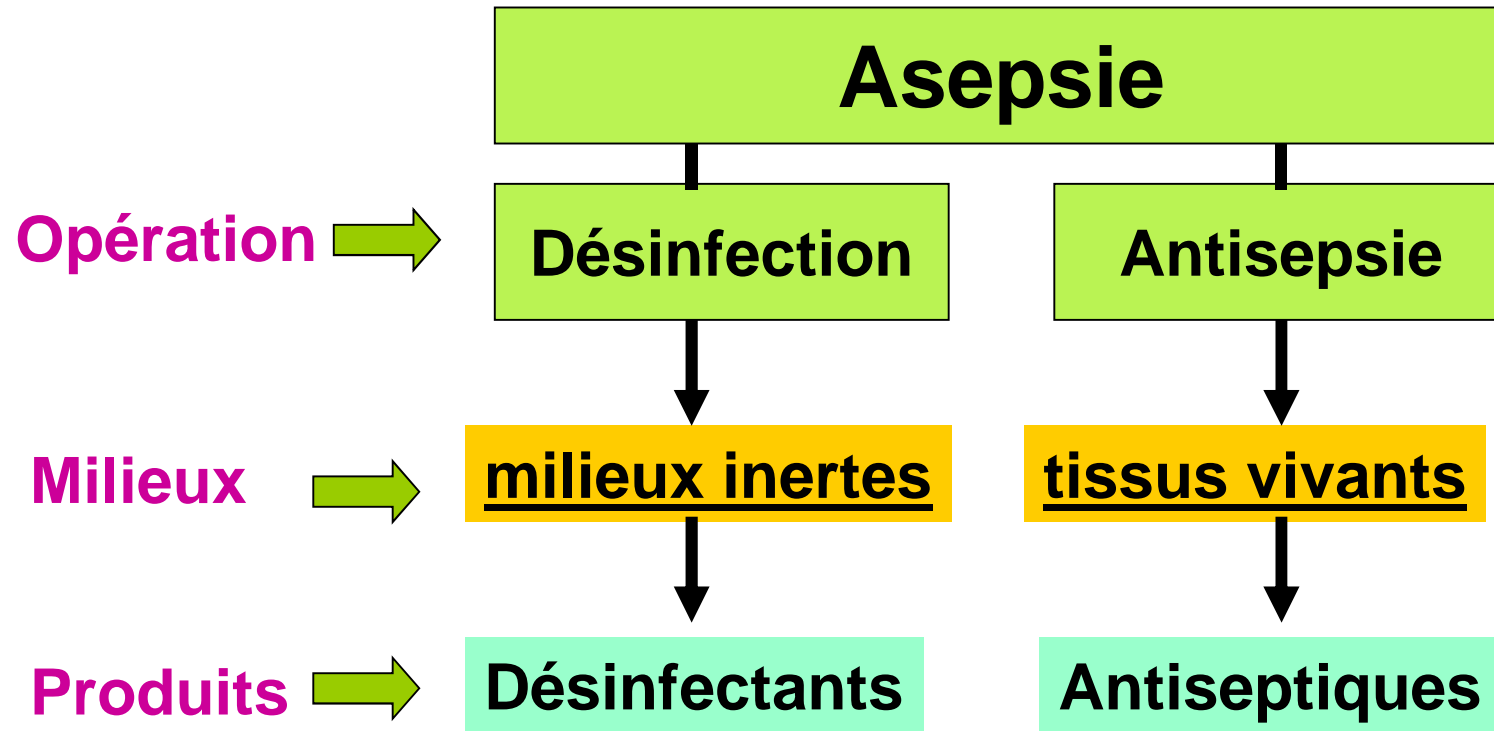 Asepsie
Opération
Désinfection
Antisepsie
Milieux
milieux inertes
tissus vivants
Produits
Désinfectants
Antiseptiques